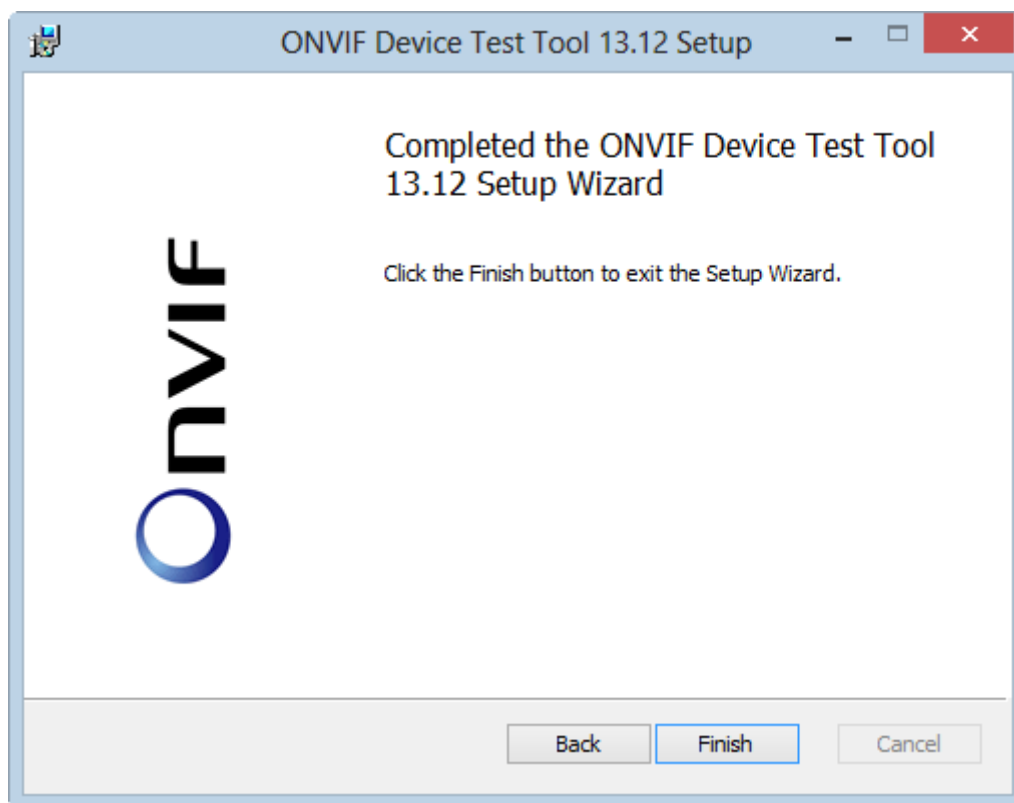 ONVIF Device Test Tool 13.12 Setup
Completed the ONVIF Device Test Tool
13.12 Setup Wizard
Click the Finish button to exit the Setup Wizard.
Onvif
Back
Finish
Cancel